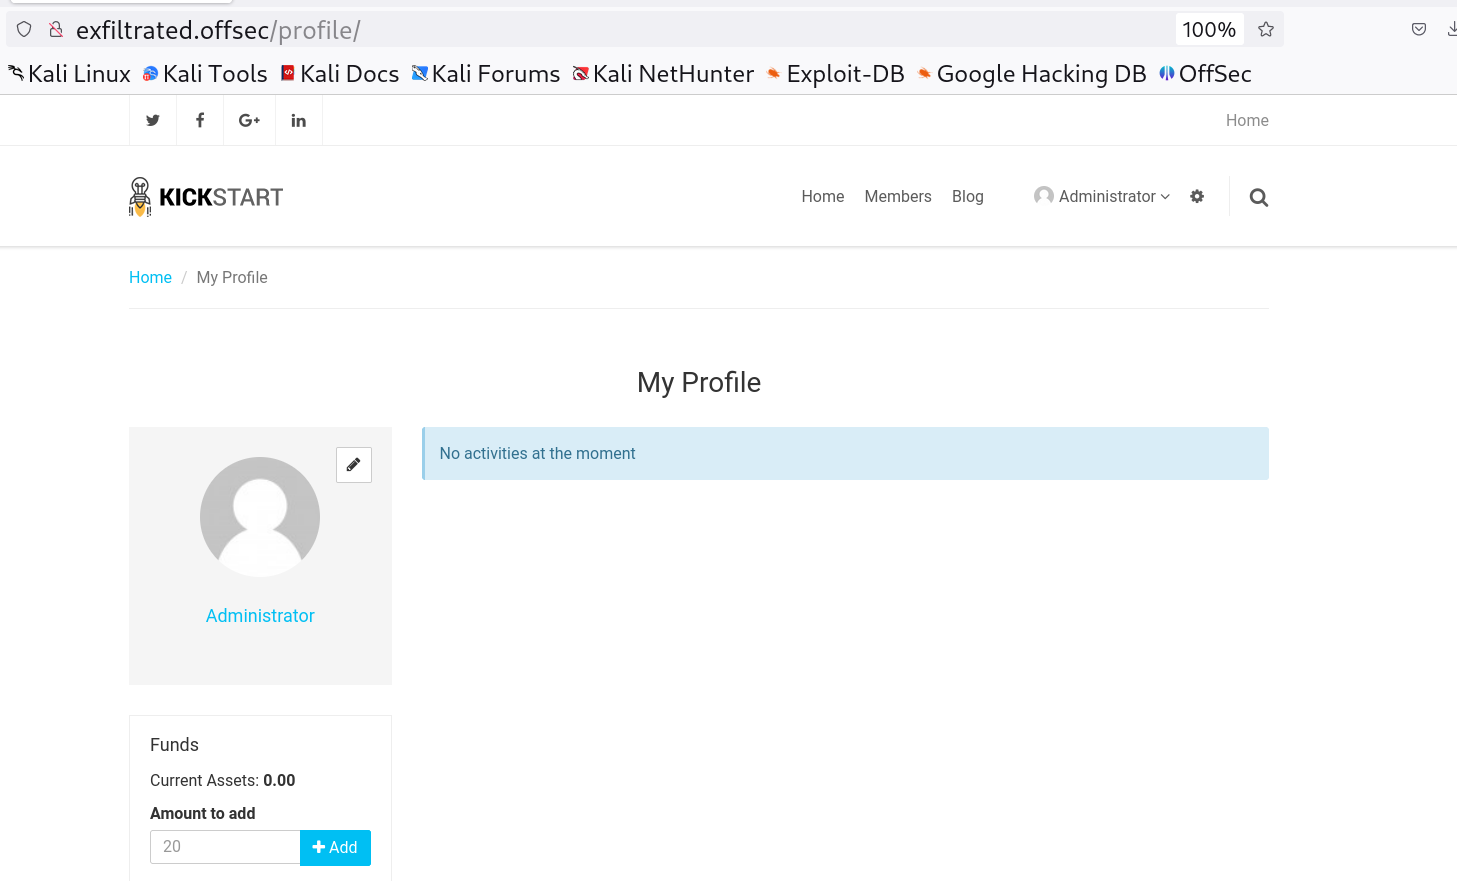 exfiltrated.offsec/profile/ 100%
Kali Linux Kali Tools Kali Docs Kali Forums Kali NetHunter Exploit-DB Google Hacking DB OffSec
Home
KICKSTART Home Members Blog Administrator
Home / My Profile
My Profile
No activities at the moment
Administrator
Funds
Current Assets: 0.00
Amount to add
20 Add